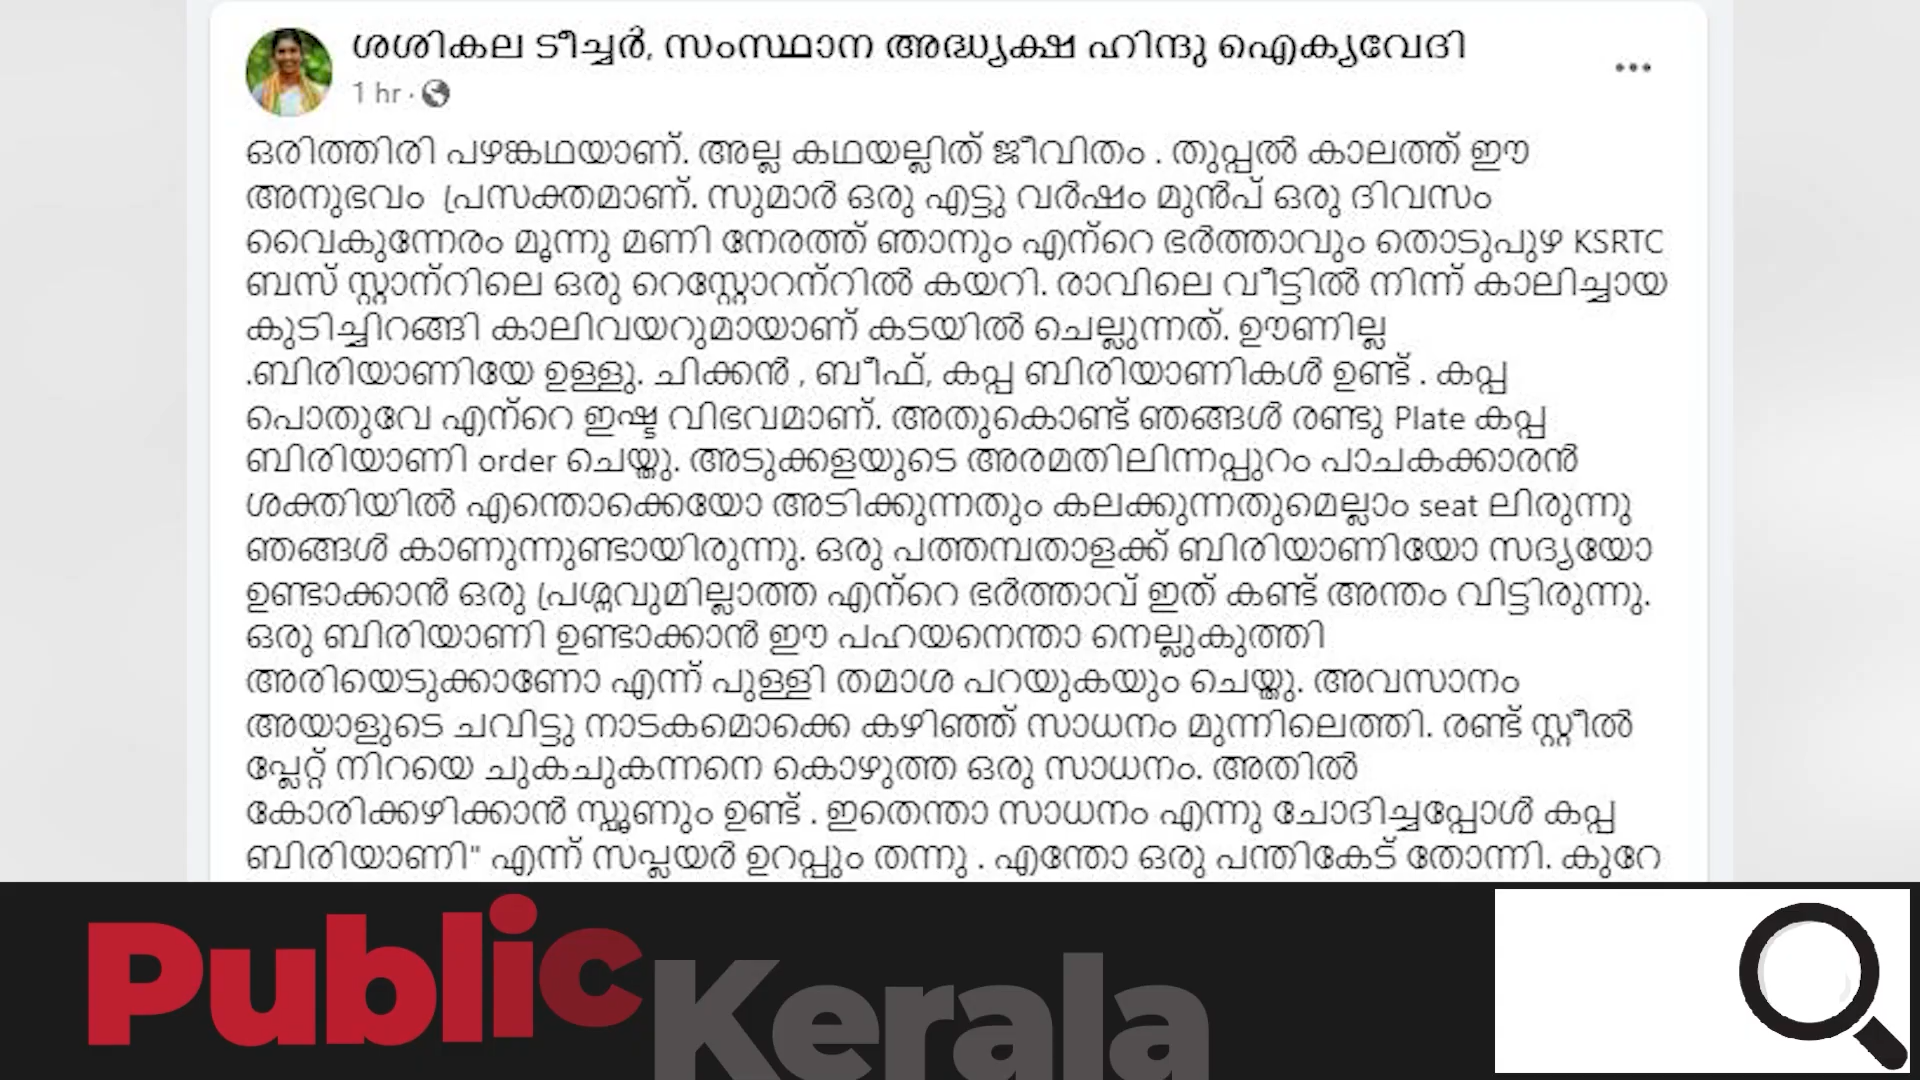 ശശികല ടീച്ചർ, സംസ്ഥാന അദ്ധ്യക്ഷ ഹിന്ദു ഐക്യവേദി
1 hr ·
ഒരിത്തിരി പഴങ്കഥയാണ്. അല്ല കഥയല്ലിത് ജീവിതം . തുപ്പൽ കാലത്ത് ഈ
അനുഭവം പ്രസക്തമാണ്. സുമാർ ഒരു എട്ടു വർഷം മുൻപ് ഒരു ദിവസം
വൈകുന്നേരം മൂന്നു മണി നേരത്ത് ഞാനും എന്റെ ഭർത്താവും തൊടുപുഴ KSRTC
ബസ് സ്റ്റാന്റിലെ ഒരു റെസ്റ്റോറന്റിൽ കയറി. രാവിലെ വീട്ടിൽ നിന്ന് കാലിച്ചായ
കുടിച്ചിറങ്ങി കാലിവയറുമായാണ് കടയിൽ ചെല്ലുന്നത്. ഊണില്ല
.ബിരിയാണിയേ ഉള്ളു. ചിക്കൻ , ബീഫ്, കപ്പ ബിരിയാണികൾ ഉണ്ട് . കപ്പ
പൊതുവേ എന്റെ ഇഷ്ട വിഭവമാണ്. അതുകൊണ്ട് ഞങ്ങൾ രണ്ടു Plate കപ്പ
ബിരിയാണി order ചെയ്തു. അടുക്കളയുടെ അരമതിലിന്നപ്പുറം പാചകക്കാരൻ
ശക്തിയിൽ എന്തൊക്കെയോ അടിക്കുന്നതും കലക്കുന്നതുമെല്ലാം seat ലിരുന്നു
ഞങ്ങൾ കാണുന്നുണ്ടായിരുന്നു. ഒരു പത്തമ്പതാളക്ക് ബിരിയാണിയോ സദ്യയോ
ഉണ്ടാക്കാൻ ഒരു പ്രശ്നവുമില്ലാത്ത എന്റെ ഭർത്താവ് ഇത് കണ്ട് അന്തം വിട്ടിരുന്നു.
ഒരു ബിരിയാണി ഉണ്ടാക്കാൻ ഈ പഹയനെന്താ നെല്ലുകുത്തി
അരിയെടുക്കാണോ എന്ന് പുള്ളി തമാശ പറയുകയും ചെയ്തു. അവസാനം
അയാളുടെ ചവിട്ടു നാടകമൊക്കെ കഴിഞ്ഞ് സാധനം മുന്നിലെത്തി. രണ്ട് സ്റ്റീൽ
പ്ലേറ്റ് നിറയെ ചുകചുകന്നനെ കൊഴുത്ത ഒരു സാധനം. അതിൽ
കോരിക്കഴിക്കാൻ സ്പൂണും ഉണ്ട് . ഇതെന്താ സാധനം എന്നു ചോദിച്ചപ്പോൾ കപ്പ
ബിരിയാണി" എന്ന് സപ്ലയർ ഉറപ്പും തന്നു . എന്തോ ഒരു പന്തികേട് തോന്നി. കുറേ
Public
Kerala